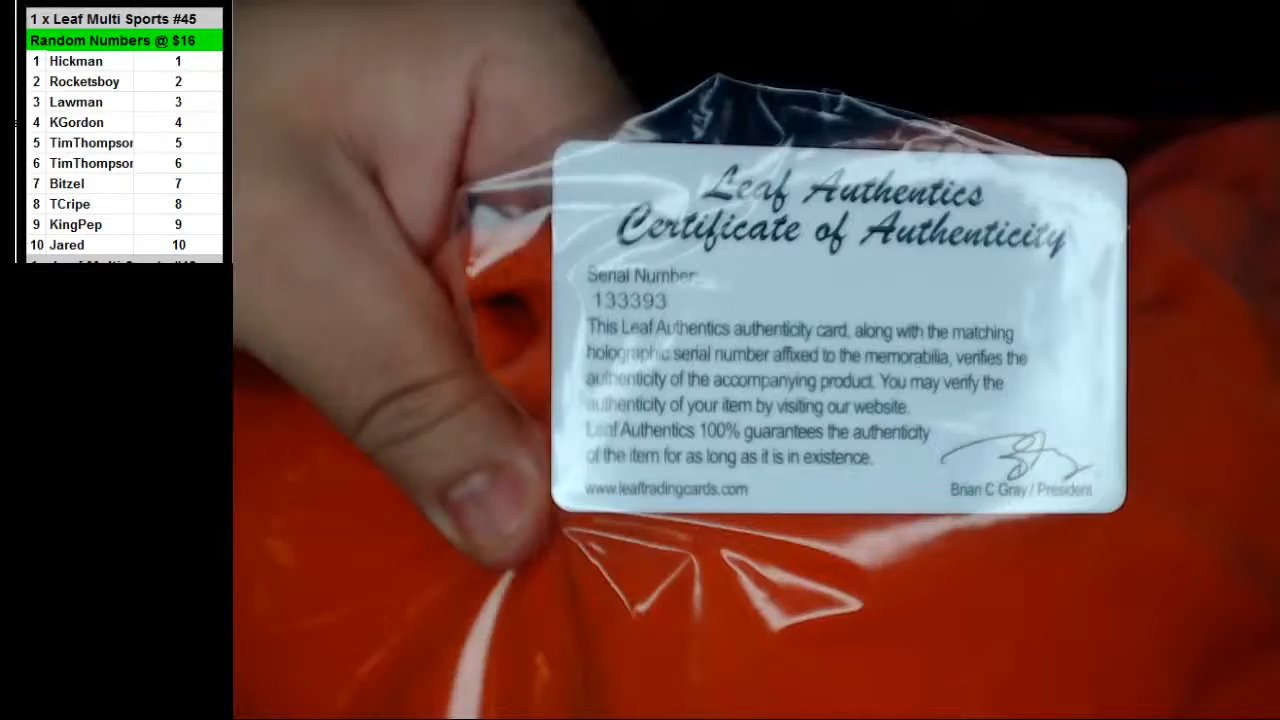 1 x Leaf Multi Sports #45
Random Numbers @ $16
1 Hickman 1
2 Rocketsboy 2
3 Lawman 3
4 KGordon 4
5 TimThompsor 5
6 TimThompsor 6
7 Bitzel 7
8 TCripe 8
9 KingPep 9
10 Jared 10
Leaf Authentics
Certificate of Authenticity
Serial Number:
133393
This Leaf Authentics authenticity card, along with the matching
holographic serial number affixed to the memorabilia, verifies the
authenticity of the accompanying product. You may verify the
authenticity of your item by visiting our website.
Leaf Authentics 100% guarantees the authenticity
of the item for as long as it is in existence.
www.leaftradingcards.com
Brian C Gray / President